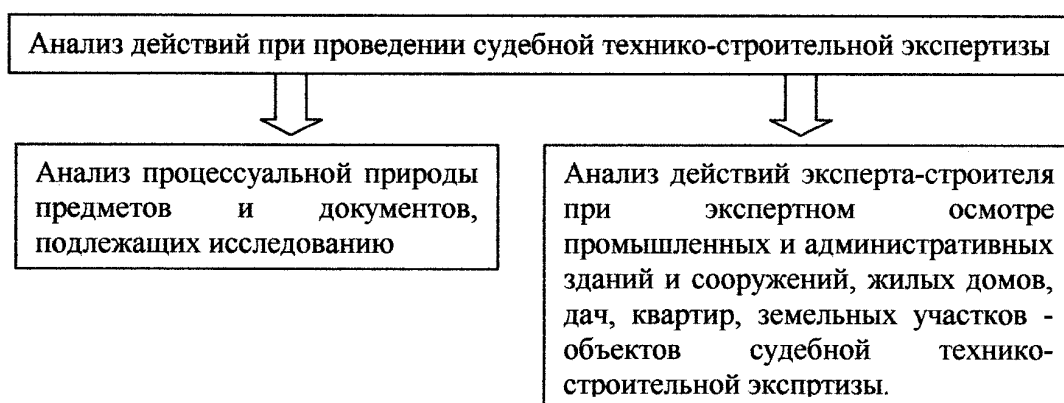 Анализ действий при проведении судебной технико-строительной экспертизы
Анализ процессуальной природы
предметов и документов,
подлежащих исследованию
Анализ действий эксперта-строителя
при экспертном осмотре
промышленных и административных
зданий и сооружений, жилых домов,
дач, квартир, земельных участков -
объектов судебной технико-
строительной экспртизы.